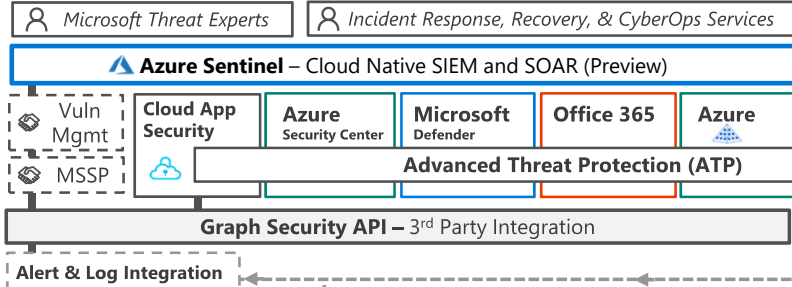 Microsoft Threat Experts
Incident Response, Recovery, & CyberOps Services
Azure Sentinel – Cloud Native SIEM and SOAR (Preview)
Vuln
Mgmt
MSSP
Cloud App
Security
Azure
Security Center
Microsoft
Defender
Office 365
Azure
Advanced Threat Protection (ATP)
Graph Security API – 3rd Party Integration
Alert & Log Integration